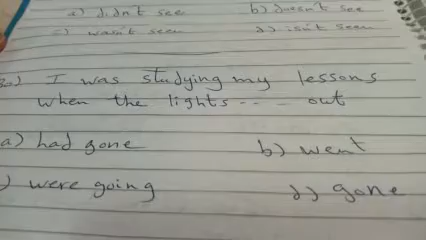 a) didn't see b) doesn't see
c) wasn't seen d) isn't seen
30) I was studying my lessons
when the lights --- out
a) had gone b) went
) were going d) gone